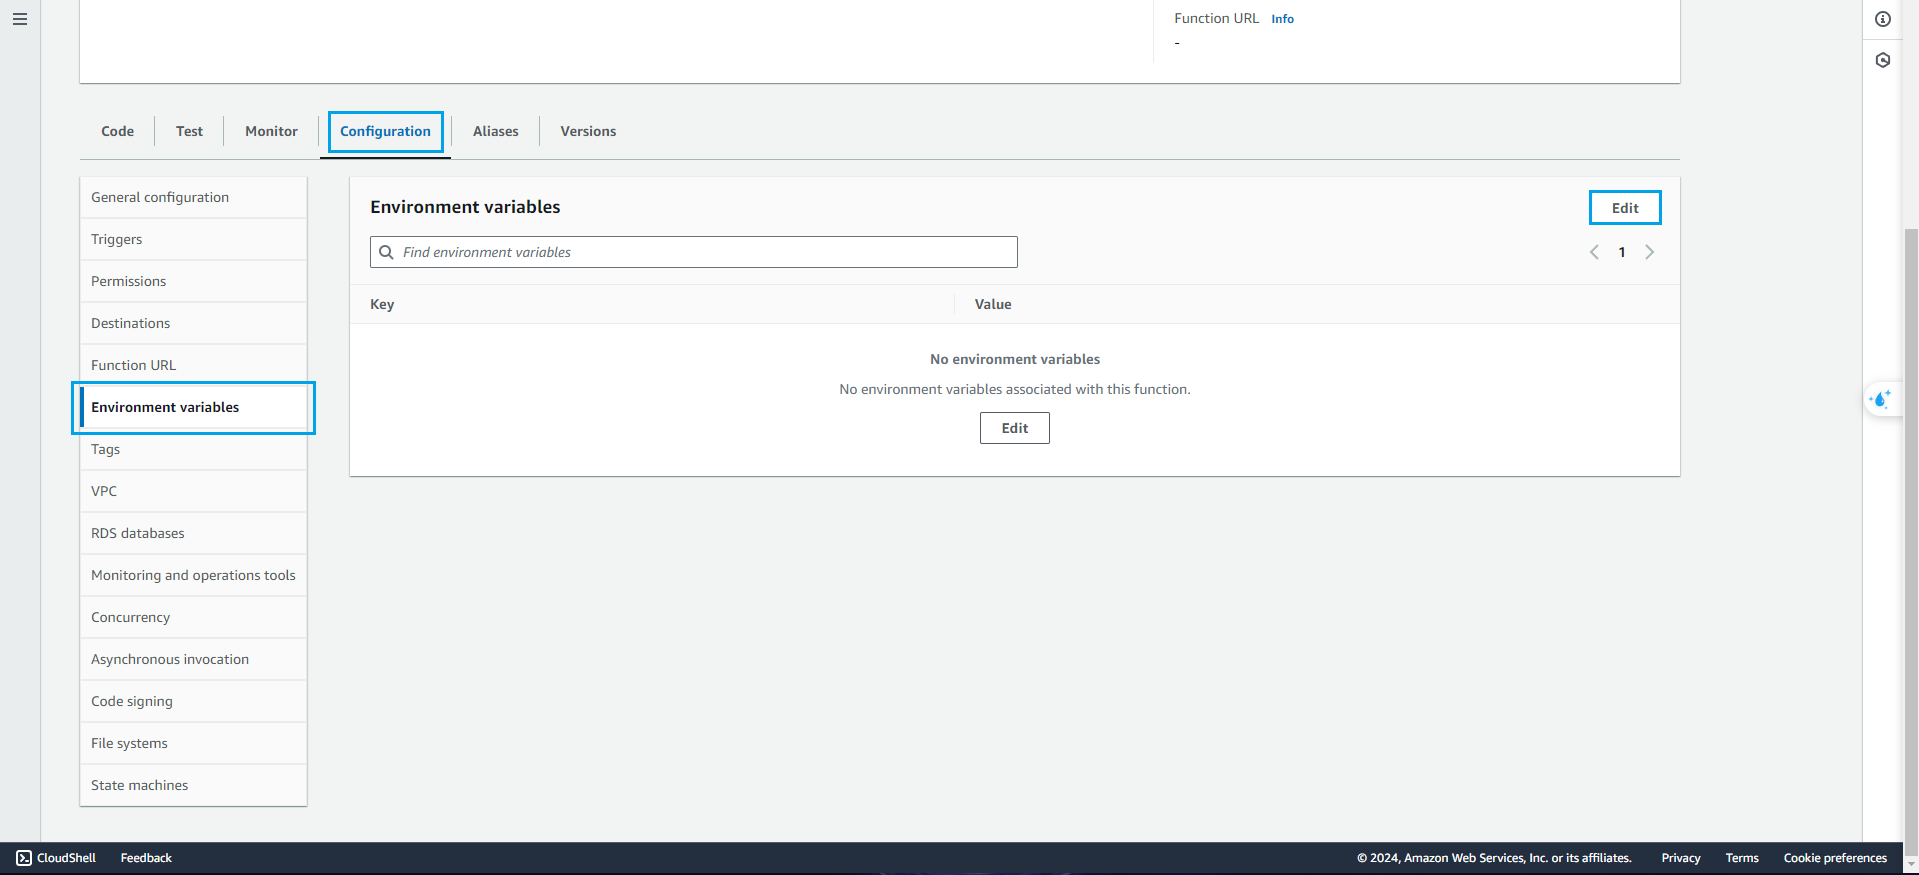 Function URL Info
-
Code Test Monitor Configuration Aliases Versions
General configuration
Triggers
Permissions
Destinations
Function URL
Environment variables
Tags
VPC
RDS databases
Monitoring and operations tools
Concurrency
Asynchronous invocation
Code signing
File systems
State machines
Environment variables
Edit
Find environment variables
1
Key Value
No environment variables
No environment variables associated with this function.
Edit
CloudShell Feedback © 2024, Amazon Web Services, Inc. or its affiliates. Privacy Terms Cookie preferences